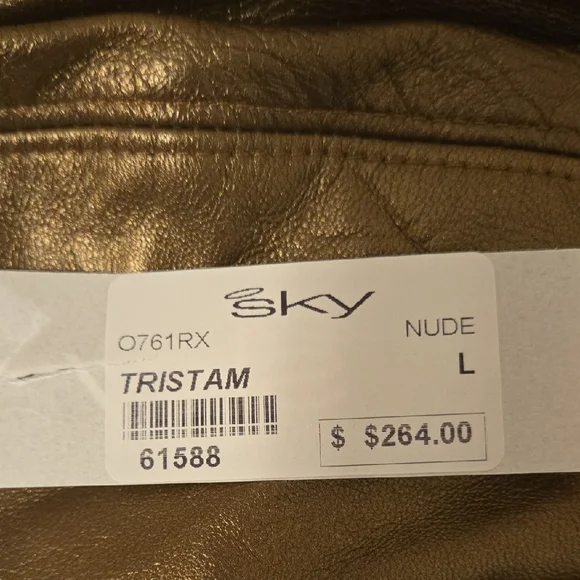 SKY
O761RX NUDE
TRISTAM L
61588 $ $264.00